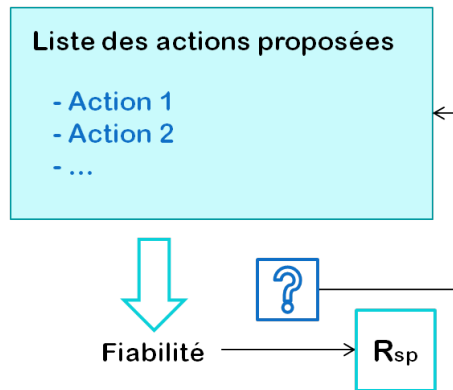 Liste des actions proposées
- Action 1
- Action 2
- ...
?
Fiabilité
Rsp